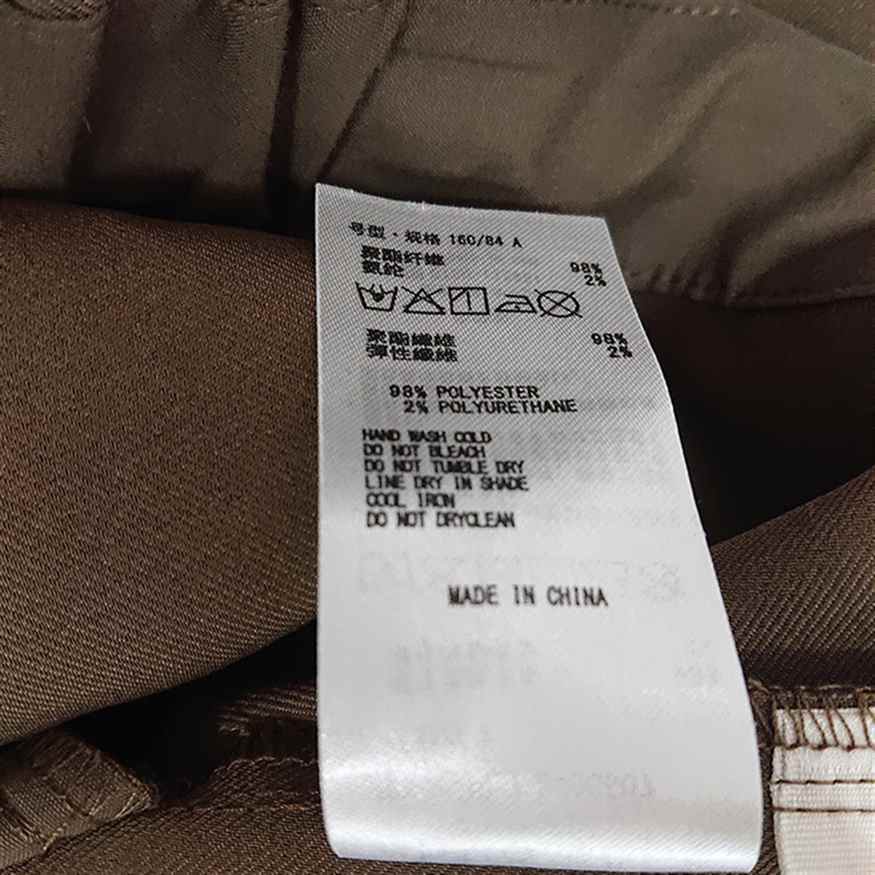 号型·规格 160/84 A
聚酯纤维 98%
氨纶 2%
聚酯纖維 98%
彈性纖維 2%
98% POLYESTER
2% POLYURETHANE
HAND WASH COLD
DO NOT BLEACH
DO NOT TUMBLE DRY
LINE DRY IN SHADE
COOL IRON
DO NOT DRYCLEAN
MADE IN CHINA